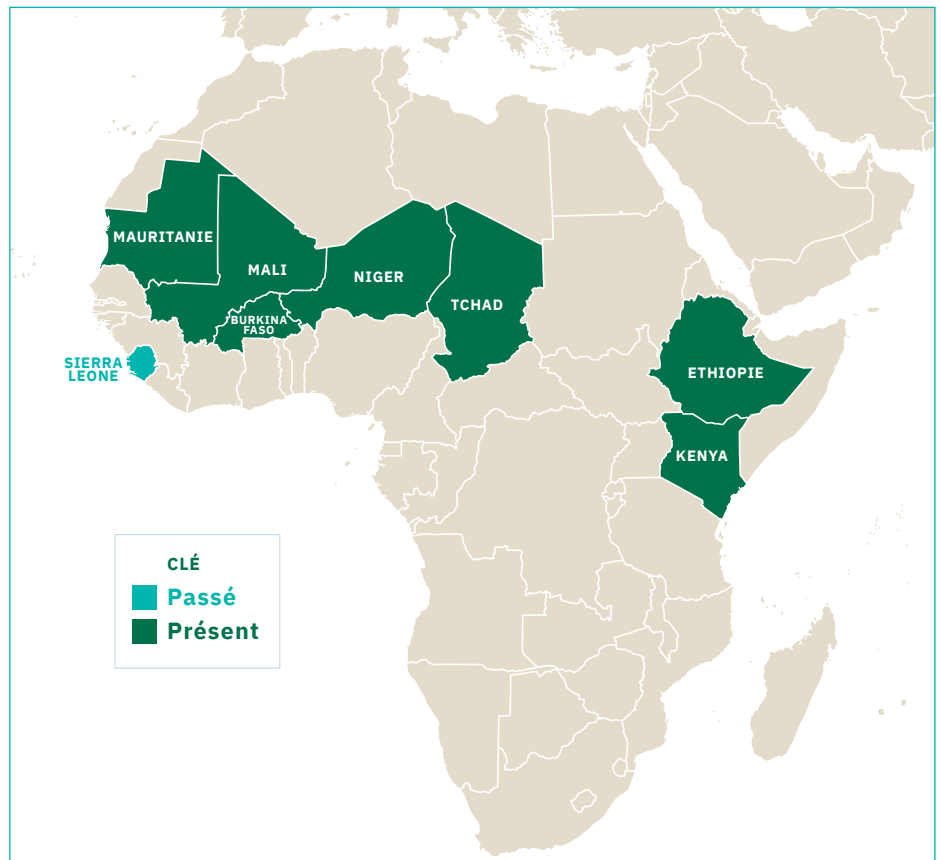 MAURITANIE
MALI
NIGER
TCHAD
BURKINA
FASO
SIERRA
LEONE
ETHIOPIE
KENYA
CLÉ
Passé
Présent